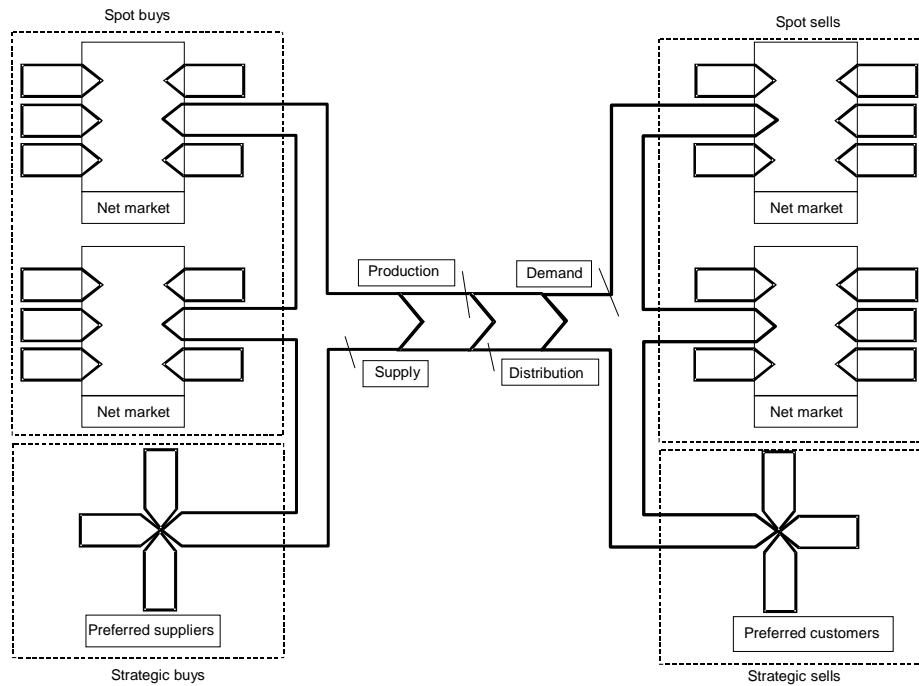 Spot buys
Spot sells
Net market
Net market
Production
Demand
Supply
Distribution
Net market
Net market
Preferred suppliers
Preferred customers
Strategic buys
Strategic sells